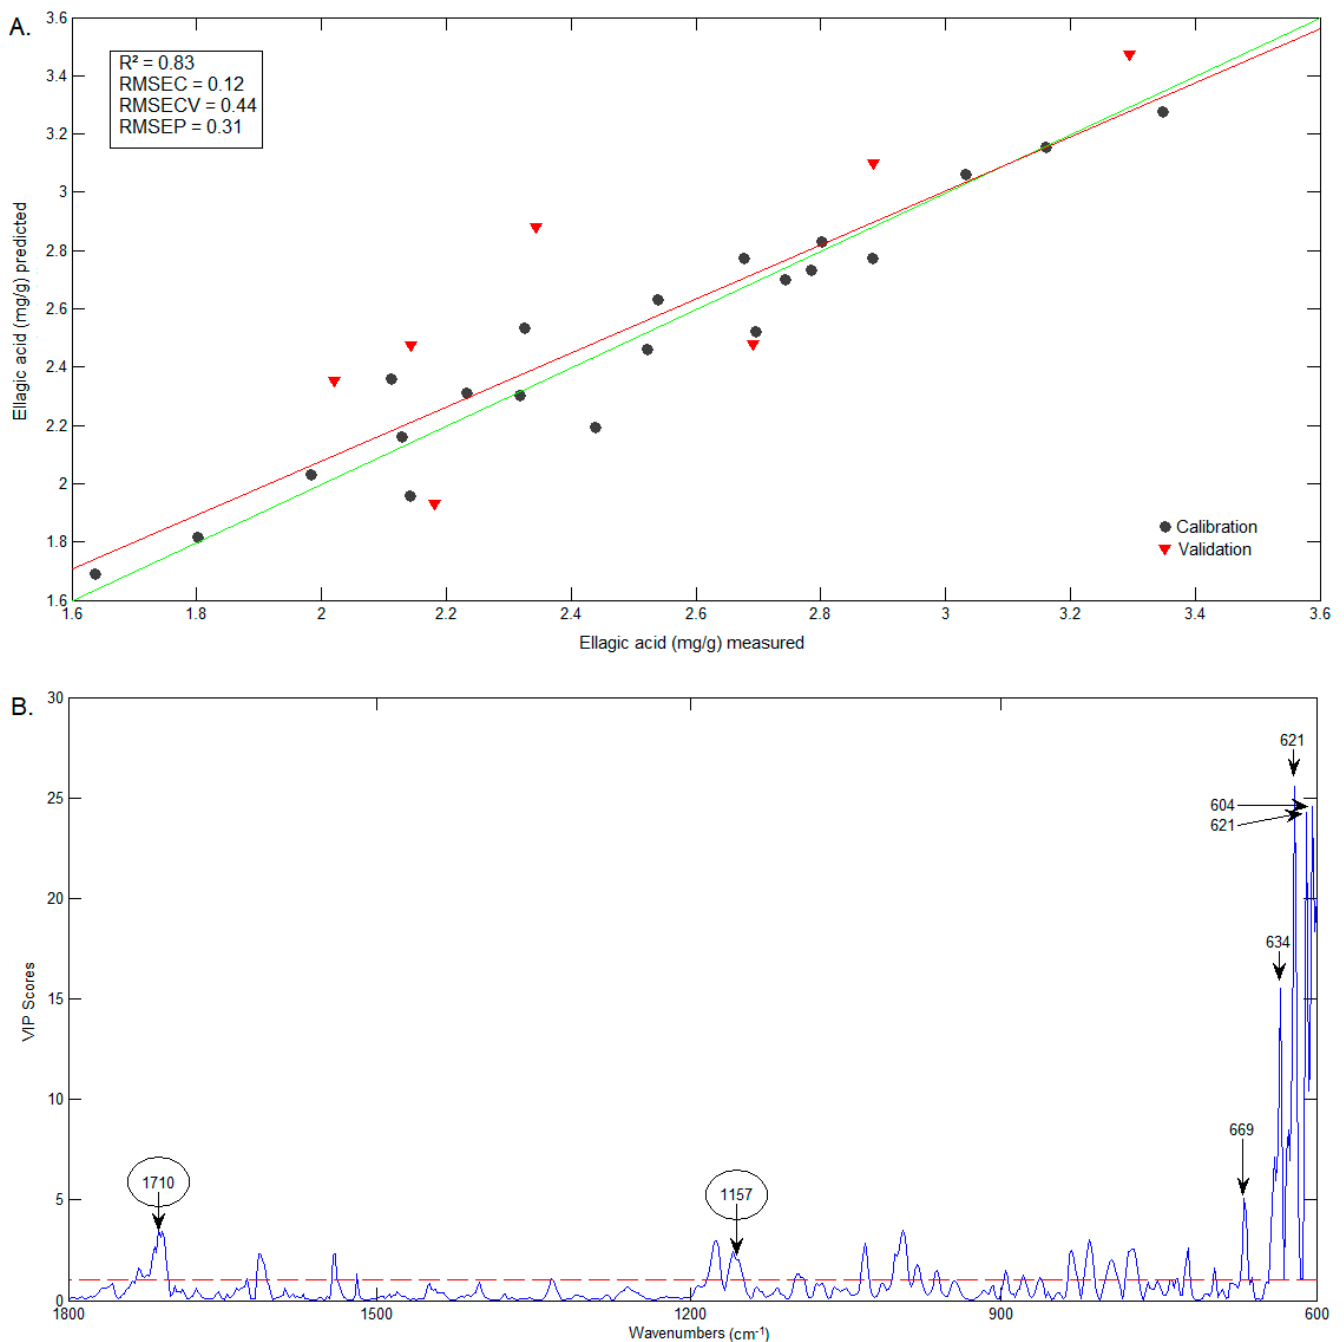 A.
R² = 0.83
RMSEC = 0.12
RMSECV = 0.44
RMSEP = 0.31
3.6
3.4
3.2
3
2.8
2.6
2.4
2.2
2
1.8
1.6
Ellagic acid (mg/g) predicted
Calibration
Validation
1.6 1.8 2 2.2 2.4 2.6 2.8 3 3.2 3.4 3.6
Ellagic acid (mg/g) measured
B.
30
25
20
15
10
5
0
VIP Scores
621
604
621
634
669
1710
1157
1800 1500 1200 900 600
Wavenumbers (cm⁻¹)